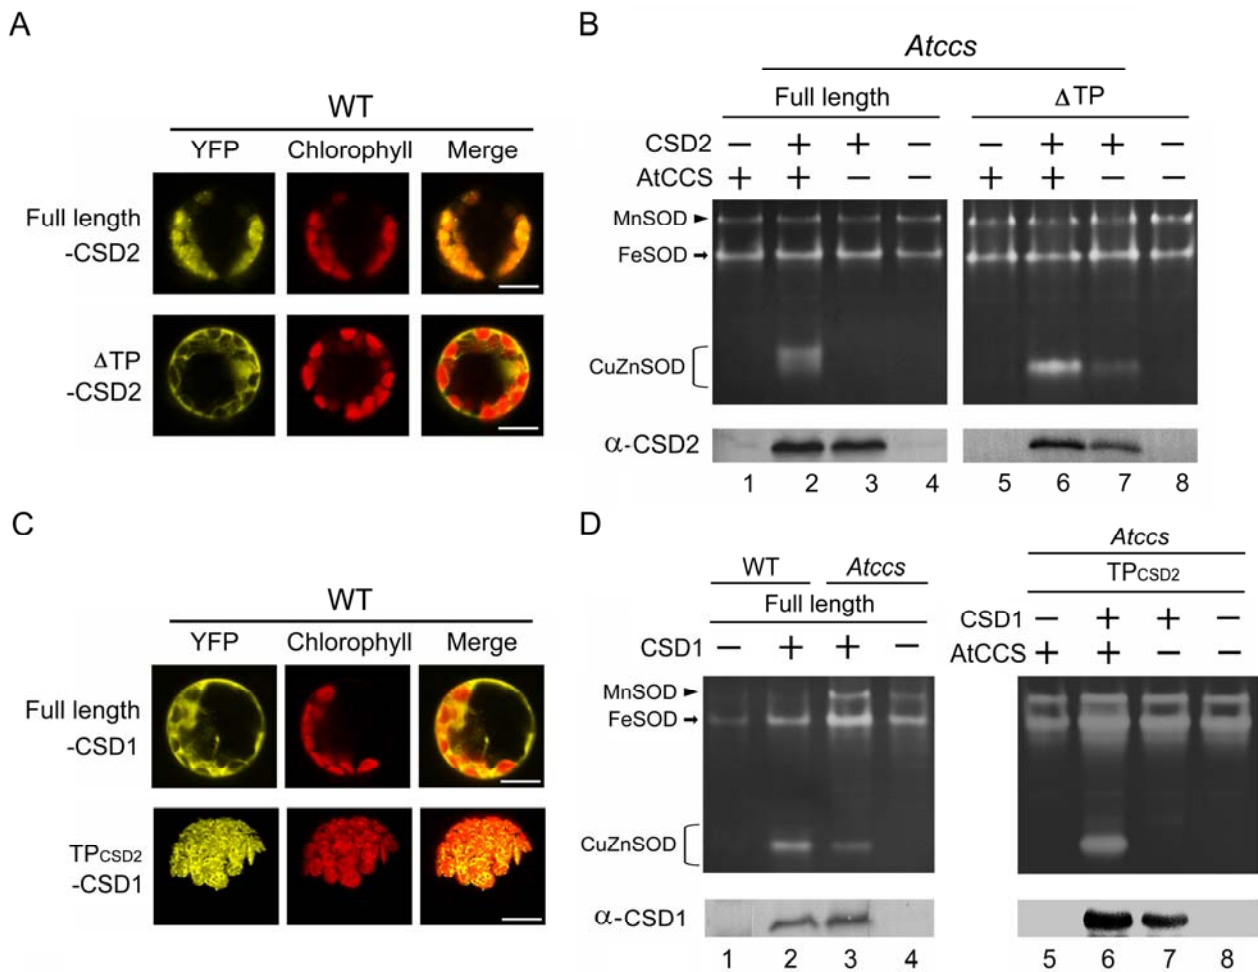 A
WT
YFP Chlorophyll Merge
Full length
-CSD2
ΔTP
-CSD2
B
Atccs
Full length ΔTP
CSD2 − + + − − + + −
AtCCS + + − − + + − −
MnSOD
FeSOD
CuZnSOD
α-CSD2
1 2 3 4 5 6 7 8
C
WT
YFP Chlorophyll Merge
Full length
-CSD1
TPCSD2
-CSD1
D
WT Atccs
Full length
CSD1 − + + −
MnSOD
FeSOD
CuZnSOD
α-CSD1
1 2 3 4
Atccs
TPCSD2
CSD1 − + + −
AtCCS + + − −
5 6 7 8